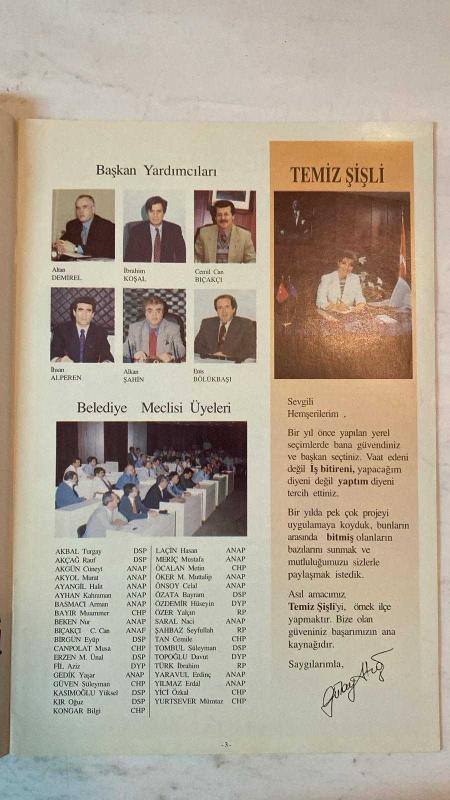 Başkan Yardımcıları
Altan
DEMİREL
İbrahim
KOŞAL
Cemil Can
BIÇAKÇI
İhsan
ALPEREN
Alkan
ŞAHİN
Enis
BÖLÜKBAŞI
Belediye Meclisi Üyeleri
AKBAL Turgay DSP
AKÇAĞ Rauf DSP
AKGÜN Cüneyt ANAP
AKYOL Murat ANAP
AYANGİL Halit ANAP
AYHAN Kahraman ANAP
BASMACI Arman ANAP
BAYIR Muammer CHP
BEKEN Nur ANAP
BIÇAKÇI C. Can ANAF
BİRGÜN Eyüp DSP
CANPOLAT Musa CHP
ERZEN M. Ünal DSP
FİL Aziz DYP
GEDİK Yaşar ANAP
GÜVEN Süleyman CHP
KASIMOĞLU Yüksel DSP
KIR Oğuz DSP
KONGAR Bilgi CHP
LAÇİN Hasan ANAP
MERİÇ Mustafa ANAP
ÖCALAN Metin CHP
ÖKER M. Muttalip ANAP
ÖNSOY Celal ANAP
ÖZATA Bayram DSP
ÖZDEMİR Hüseyin DYP
ÖZER Yalçın RP
SARAL Naci ANAP
ŞAHBAZ Seyfullah RP
TAN Cemile CHP
TOMBUL Süleyman DSP
TOPOĞLU Davut DYP
TÜRK İbrahim RP
YARAVUL Erdinç ANAP
YILMAZ Erdal ANAP
YİCİ Özkal CHP
YURTSEVER Mümtaz CHP
TEMİZ ŞİŞLİ
Sevgili
Hemşerilerim ,
Bir yıl önce yapılan yerel
seçimlerde bana güvendiniz
ve başkan seçtiniz. Vaat edeni
değil İş bitireni, yapacağım
diyeni değil yaptım diyeni
tercih ettiniz.
Bir yılda pek çok projeyi
uygulamaya koyduk, bunların
arasında bitmiş olanların
bazılarını sunmak ve
mutluluğumuzu sizlerle
paylaşmak istedik.
Asıl amacımız
Temiz Şişli'yi, örnek ilçe
yapmaktır. Bize olan
güveniniz başarımızın ana
kaynağıdır.
Saygılarımla,
Gülay Atığ
- 3 -